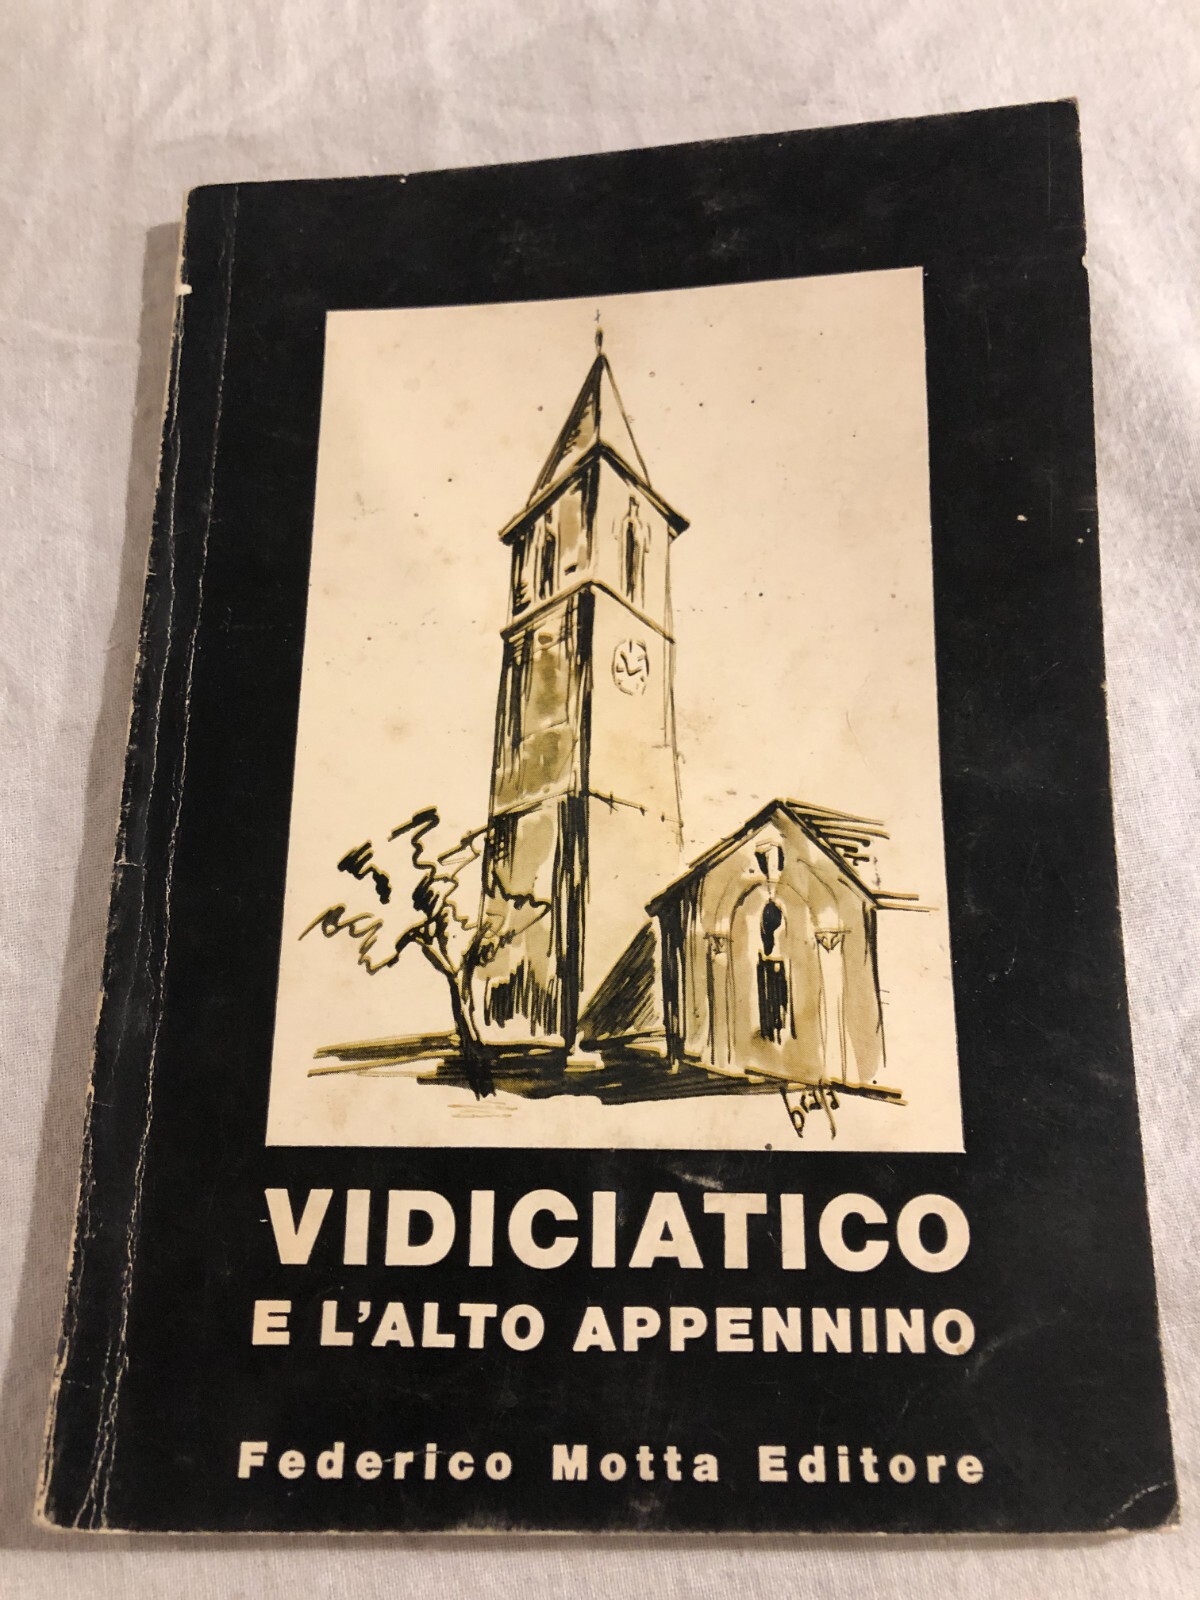 VIDICIATICO
E L'ALTO APPENNINO
Federico Motta Editore